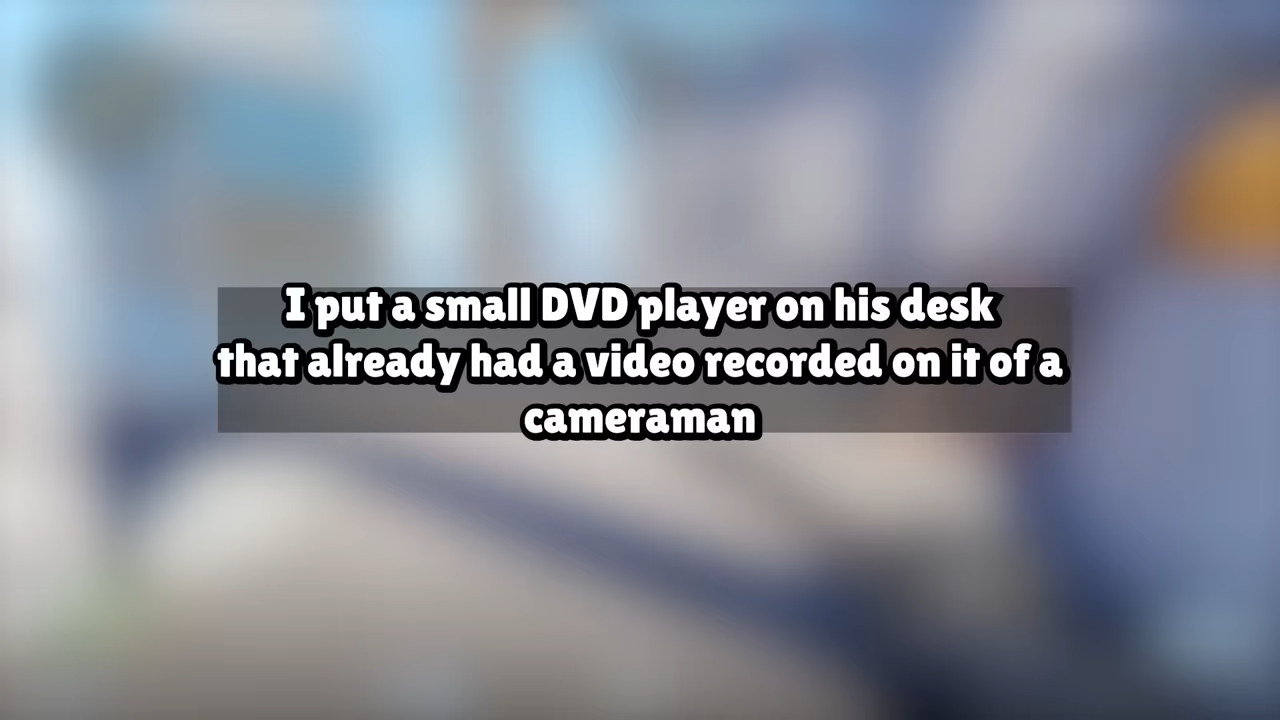 I put a small DVD player on his desk
that already had a video recorded on it of a
cameraman